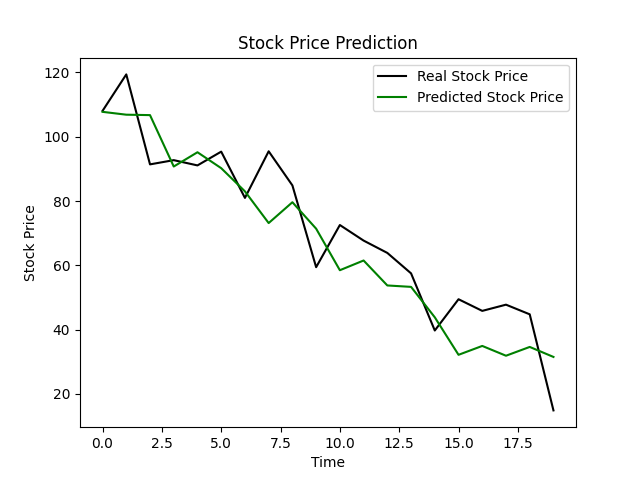 Stock Price Prediction
Real Stock Price
Predicted Stock Price
120
100
80
60
40
20
Stock Price
0.0 2.5 5.0 7.5 10.0 12.5 15.0 17.5
Time